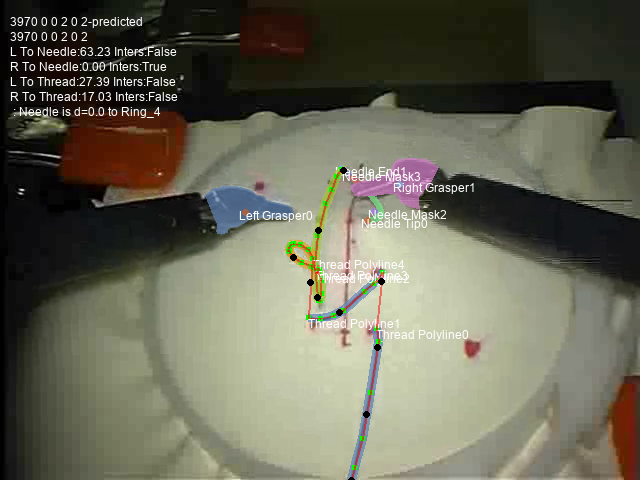 3970 0 0 2 0 2-predicted
3970 0 0 2 0 2
L To Needle:63.23 Inters:False
R To Needle:0.00 Inters:True
L To Thread:27.39 Inters:False
R To Thread:17.03 Inters:False
: Needle is d=0.0 to Ring_4
Needle End1
Needle Mask3
Right Grasper1
Left Grasper0
Needle Mask2
Needle Tip0
Thread Polyline4
Thread Polyline3
Thread Polyline2
Thread Polyline1
Thread Polyline0